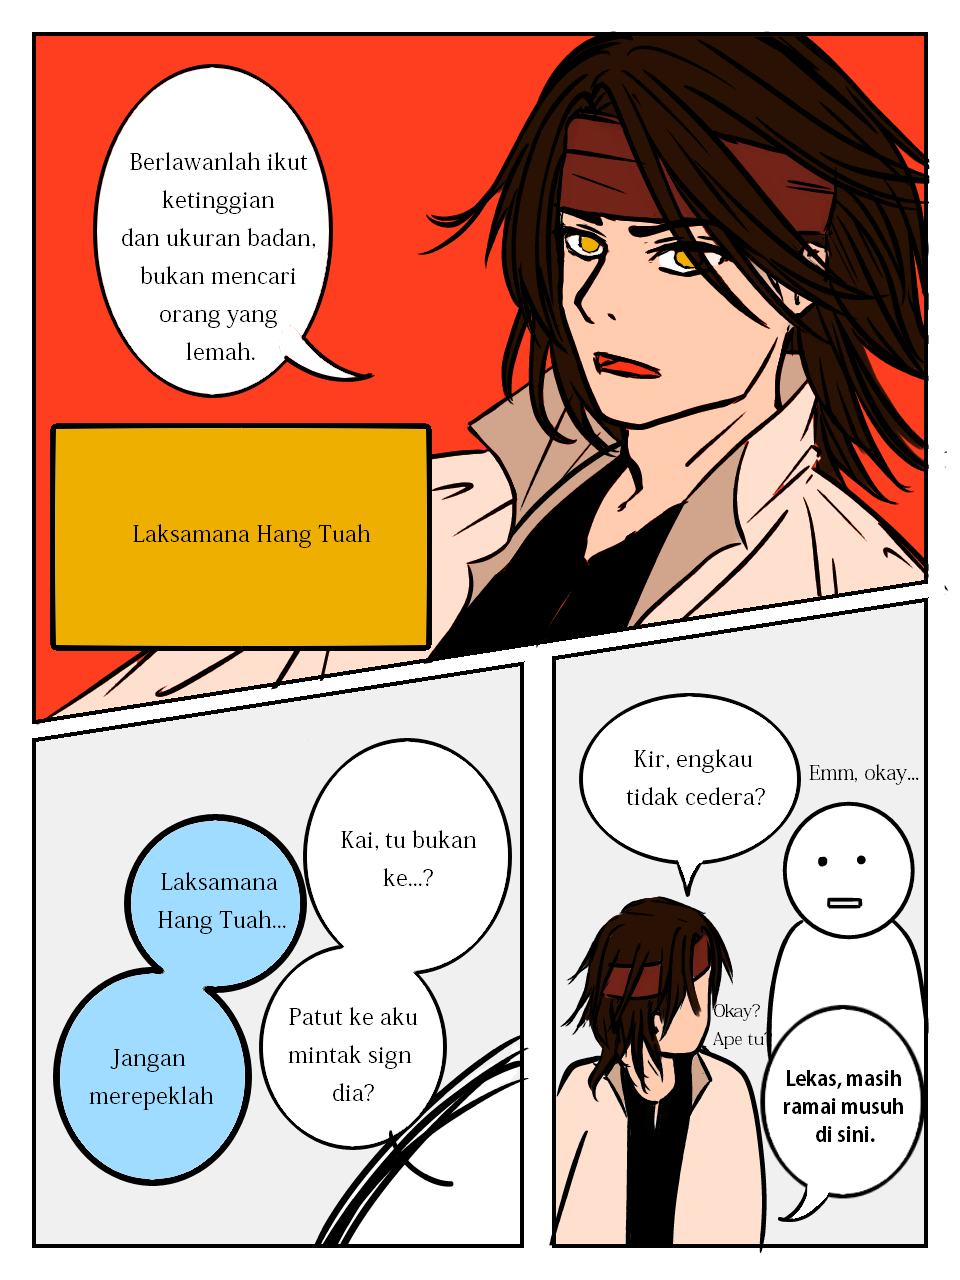 Berlawanlah ikut
ketinggian
dan ukuran badan,
bukan mencari
orang yang
lemah.
Laksamana Hang Tuah
Kai, tu bukan
ke...?
Laksamana
Hang Tuah...
Patut ke aku
mintak sign
dia?
Jangan
merepeklah
Kir, engkau
tidak cedera?
Emm, okay...
Okay?
Ape tu?
Lekas, masih
ramai musuh
di sini.